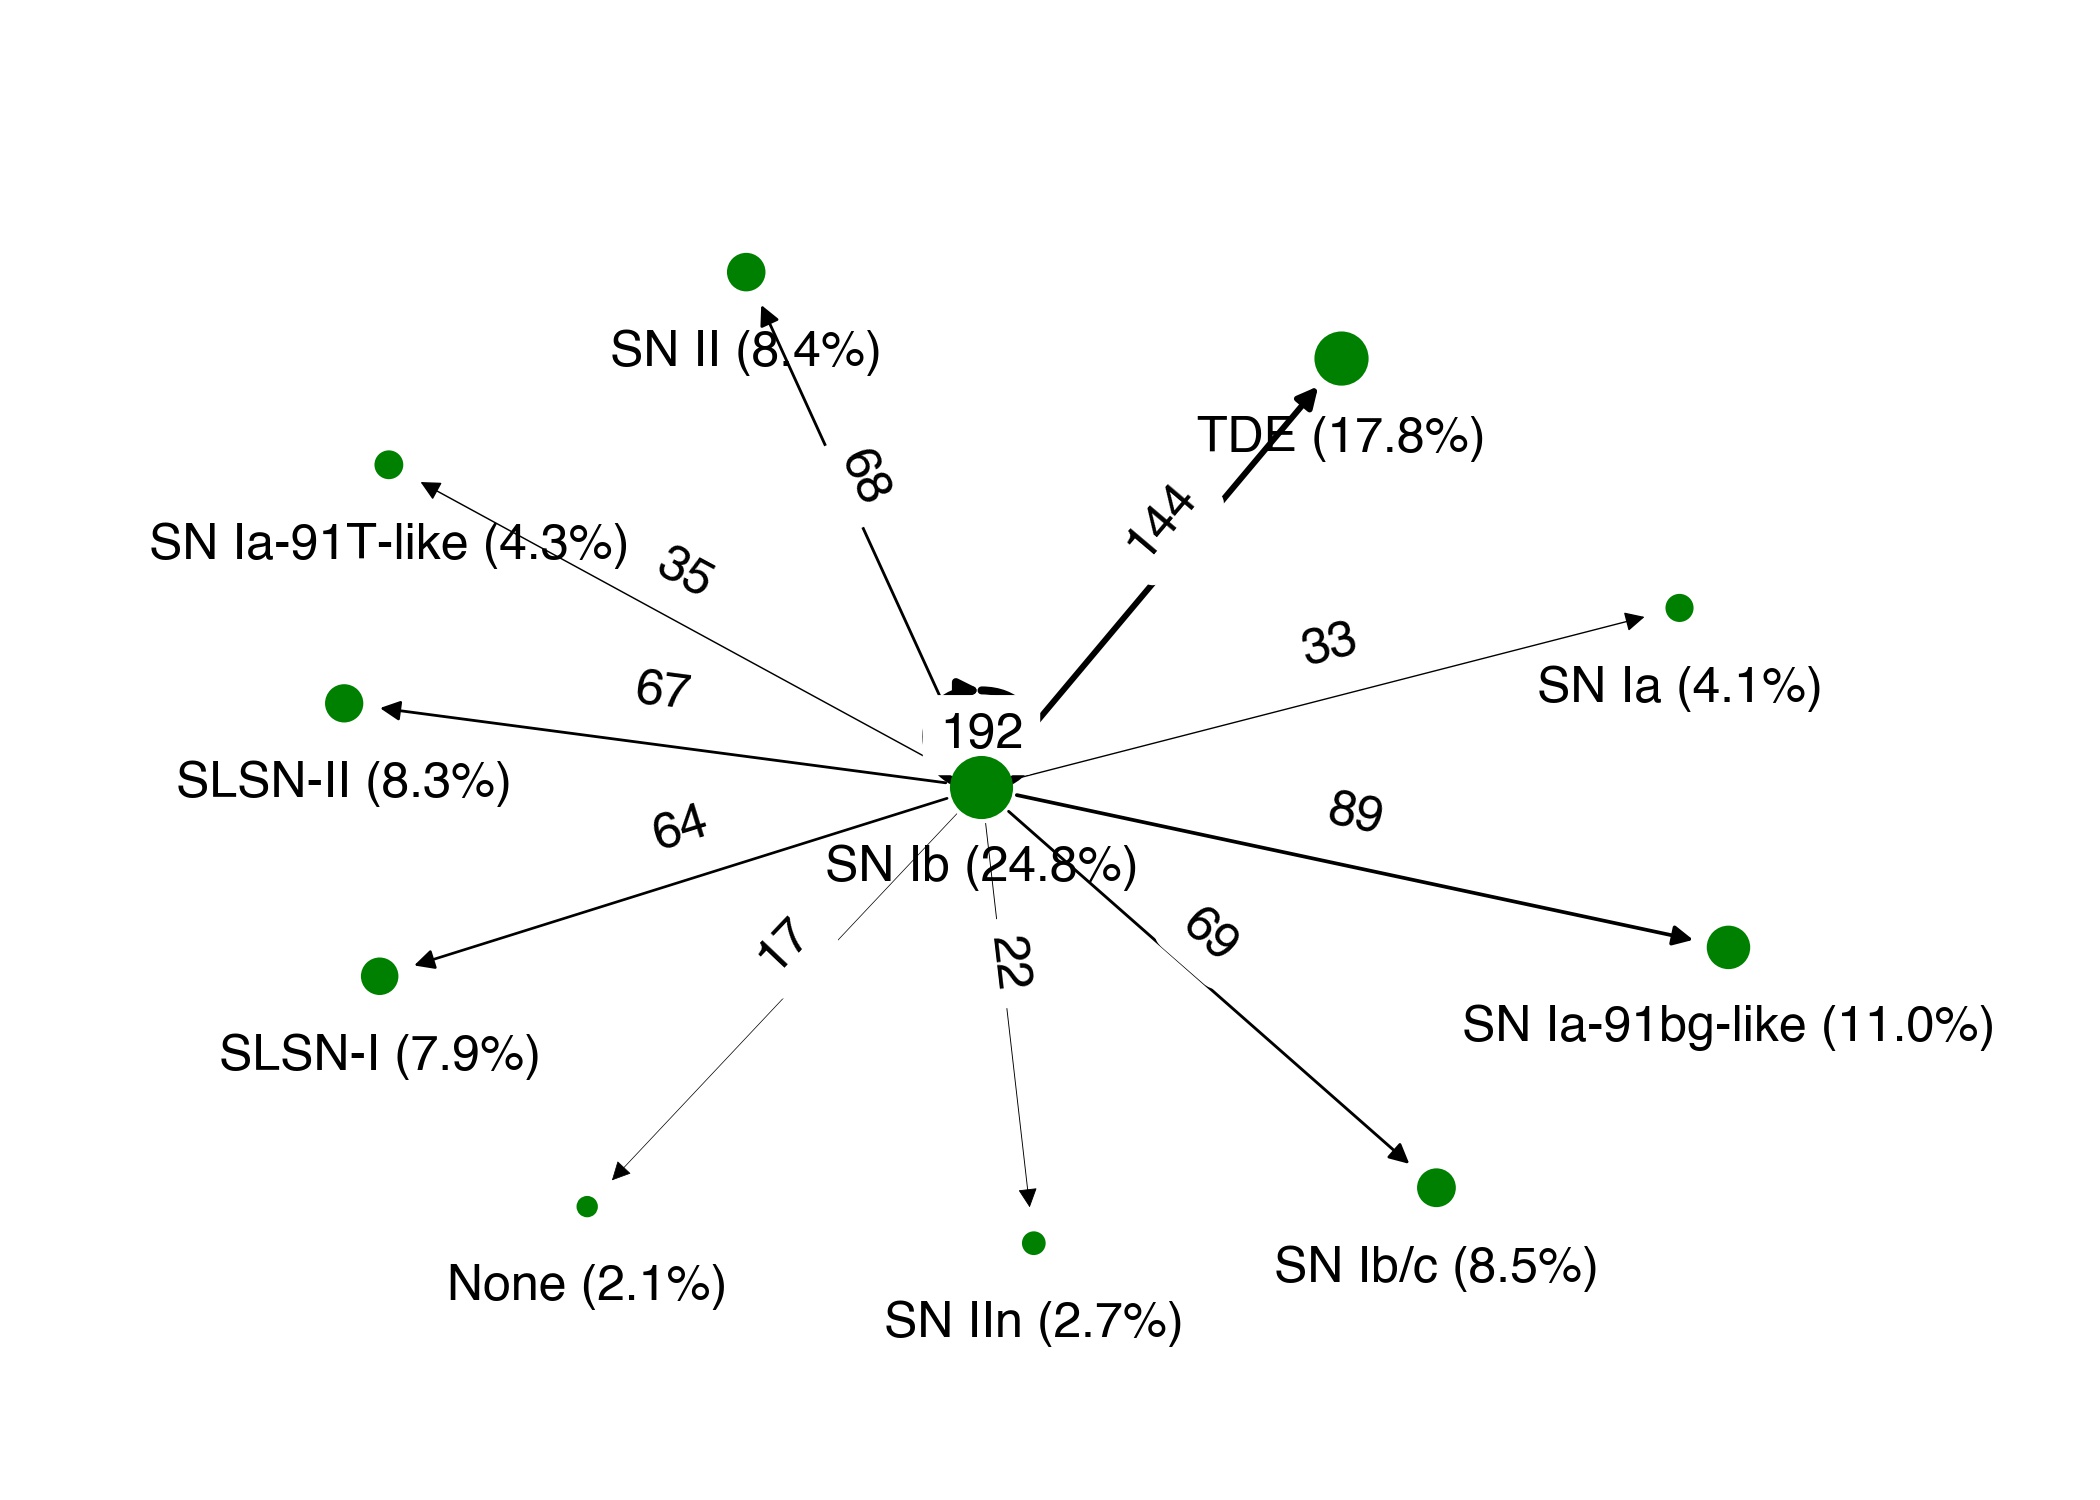 SN II (8.4%)
TDE (17.8%)
68
144
SN Ia-91T-like (4.3%)
35
33
SN Ia (4.1%)
67
192
SLSN-II (8.3%)
64
89
SN Ib (24.8%)
17
22
69
SLSN-I (7.9%)
SN Ia-91bg-like (11.0%)
None (2.1%)
SN IIn (2.7%)
SN Ib/c (8.5%)